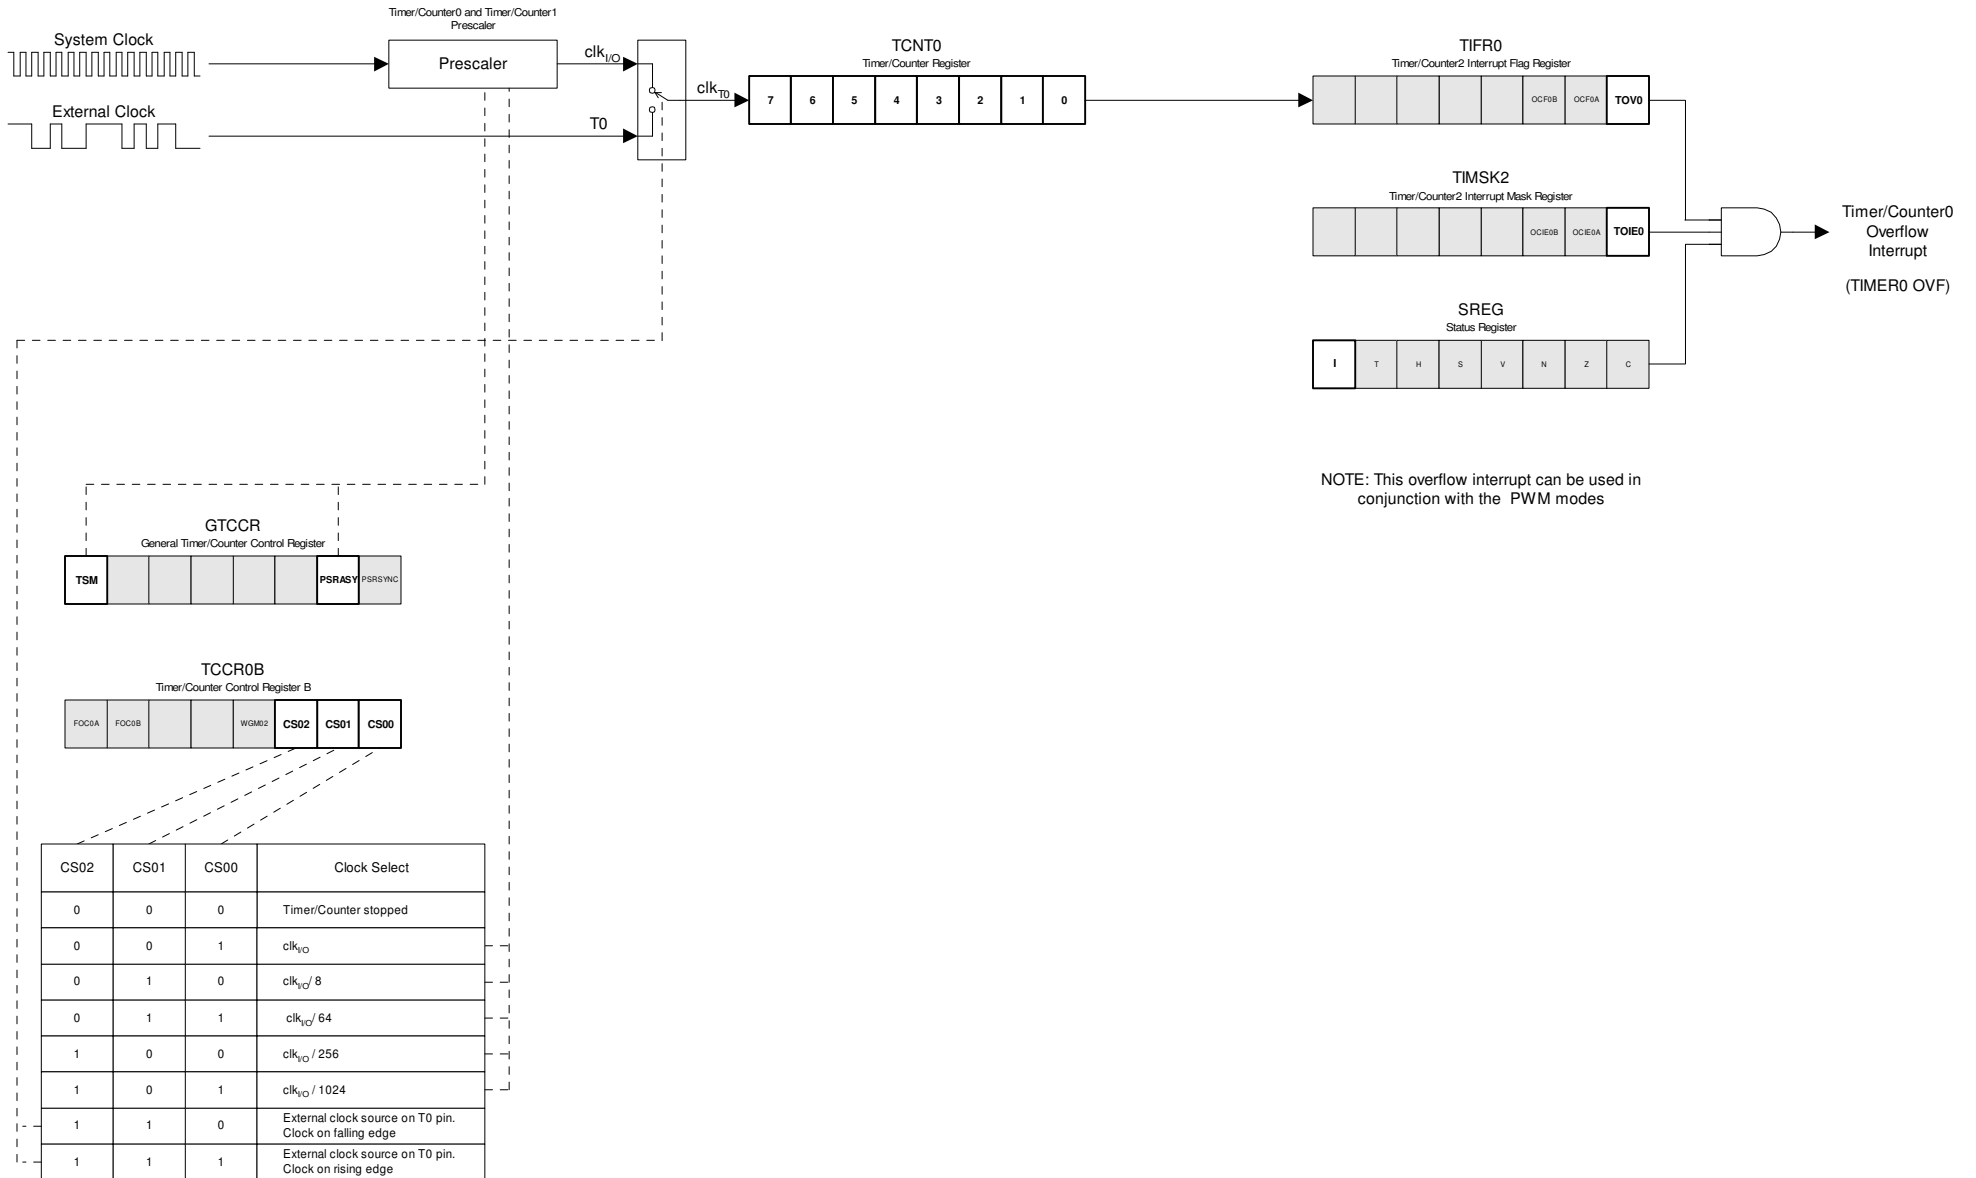 Timer/Counter0 and Timer/Counter1
Prescaler
System Clock
Prescaler
clkI/O
External Clock
T0
clkT0
TCNT0
Timer/Counter Register
7 6 5 4 3 2 1 0
TIFR0
Timer/Counter2 Interrupt Flag Register
OCF0B OCF0A TOV0
TIMSK2
Timer/Counter2 Interrupt Mask Register
OCIE0B OCIE0A TOIE0
Timer/Counter0
Overflow
Interrupt
(TIMER0 OVF)
SREG
Status Register
I T H S V N Z C
NOTE: This overflow interrupt can be used in
conjunction with the PWM modes
GTCCR
General Timer/Counter Control Register
TSM PSRASY PSRSYNC
TCCR0B
Timer/Counter Control Register B
FOC0A FOC0B WGM02 CS02 CS01 CS00
CS02 CS01 CS00 Clock Select
0 0 0 Timer/Counter stopped
0 0 1 clkI/O
0 1 0 clkI/O/ 8
0 1 1 clkI/O/ 64
1 0 0 clkI/O / 256
1 0 1 clkI/O / 1024
1 1 0 External clock source on T0 pin.
Clock on falling edge
1 1 1 External clock source on T0 pin.
Clock on rising edge